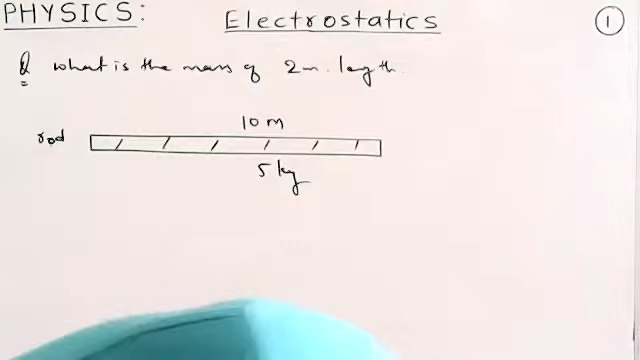 PHYSICS: Electrostatics 1
Q what is the mass of 2m. length.
10 m
rod
5 kg